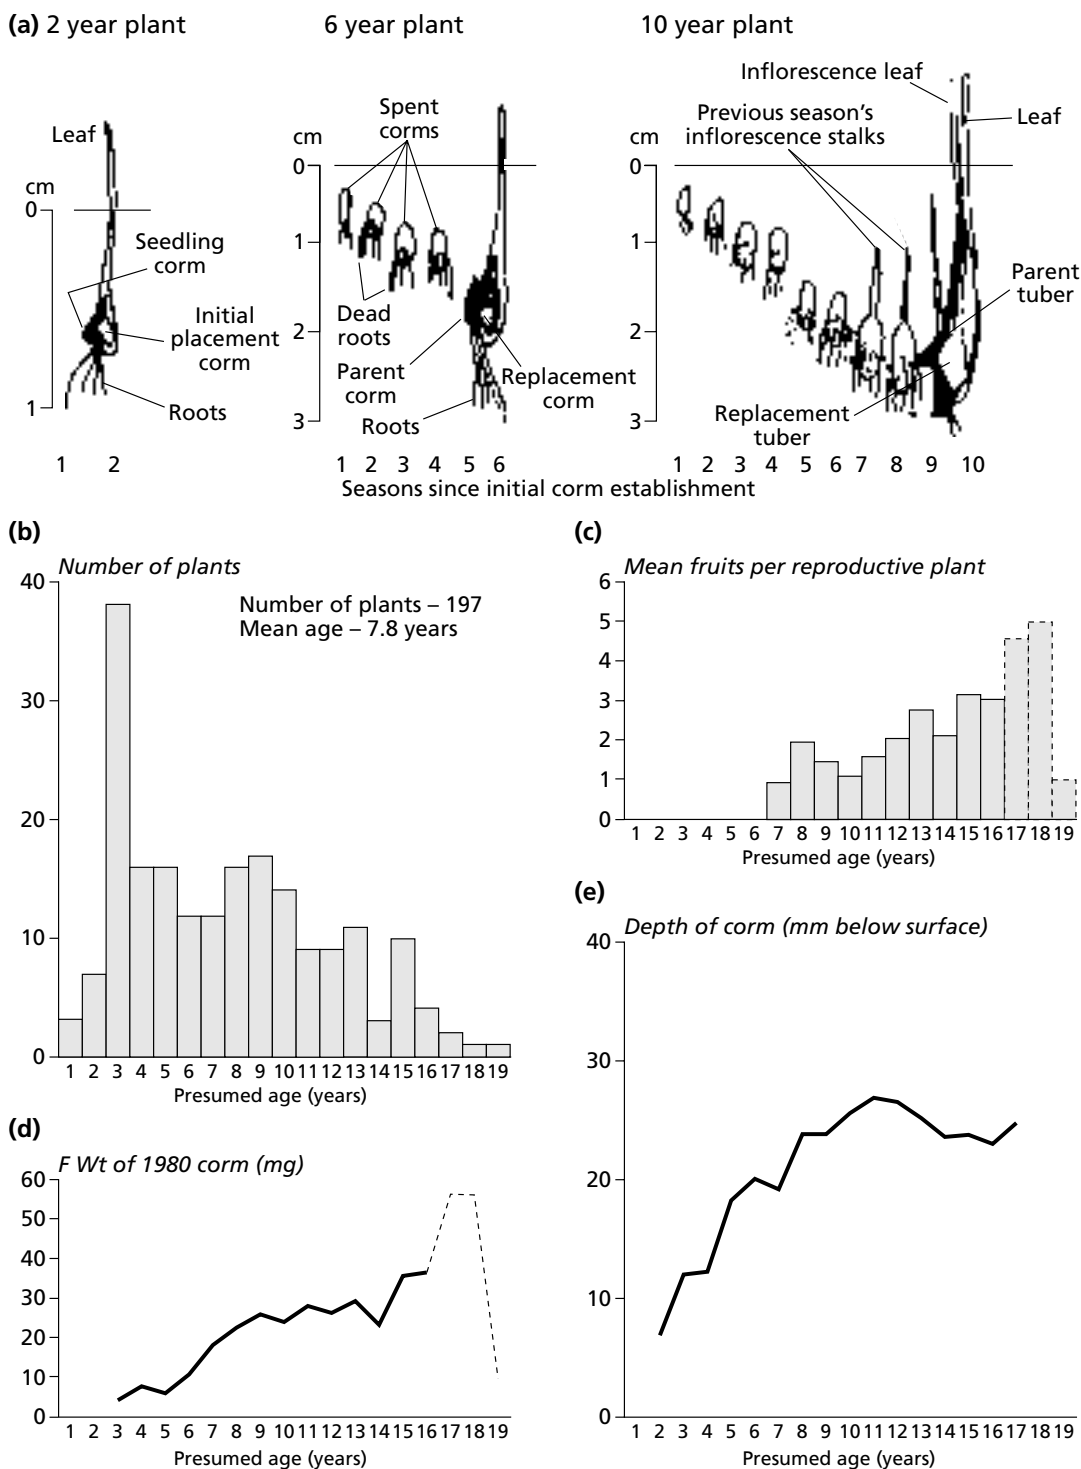 (a) 2 year plant
6 year plant
10 year plant
Leaf
cm
0
Seedling
corm
Initial
placement
corm
1
Roots
1 2
Spent
corms
cm
0
1
2
3
Dead
roots
Parent
corm
Roots
Replacement
corm
1 2 3 4 5 6
Inflorescence leaf
Previous season's
inflorescence stalks
Leaf
cm
0
1
2
3
Parent
tuber
Replacement
tuber
1 2 3 4 5 6 7 8 9 10
Seasons since initial corm establishment
(b)
Number of plants
40
Number of plants – 197
Mean age – 7.8 years
30
20
10
0
1 2 3 4 5 6 7 8 9 10 11 12 13 14 15 16 17 18 19
Presumed age (years)
(c)
Mean fruits per reproductive plant
6
5
4
3
2
1
0
1 2 3 4 5 6 7 8 9 10 11 12 13 14 15 16 17 18 19
Presumed age (years)
(d)
F Wt of 1980 corm (mg)
60
50
40
30
20
10
0
1 2 3 4 5 6 7 8 9 10 11 12 13 14 15 16 17 18 19
Presumed age (years)
(e)
Depth of corm (mm below surface)
40
30
20
10
0
1 2 3 4 5 6 7 8 9 10 11 12 13 14 15 16 17 18 19
Presumed age (years)